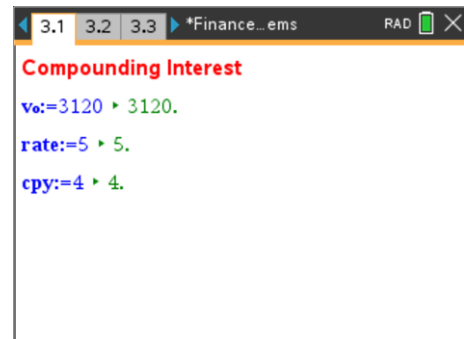 3.1 3.2 3.3 *Finance…ems RAD
Compounding Interest
v₀:=3120 ▸ 3120.
rate:=5 ▸ 5.
cpy:=4 ▸ 4.